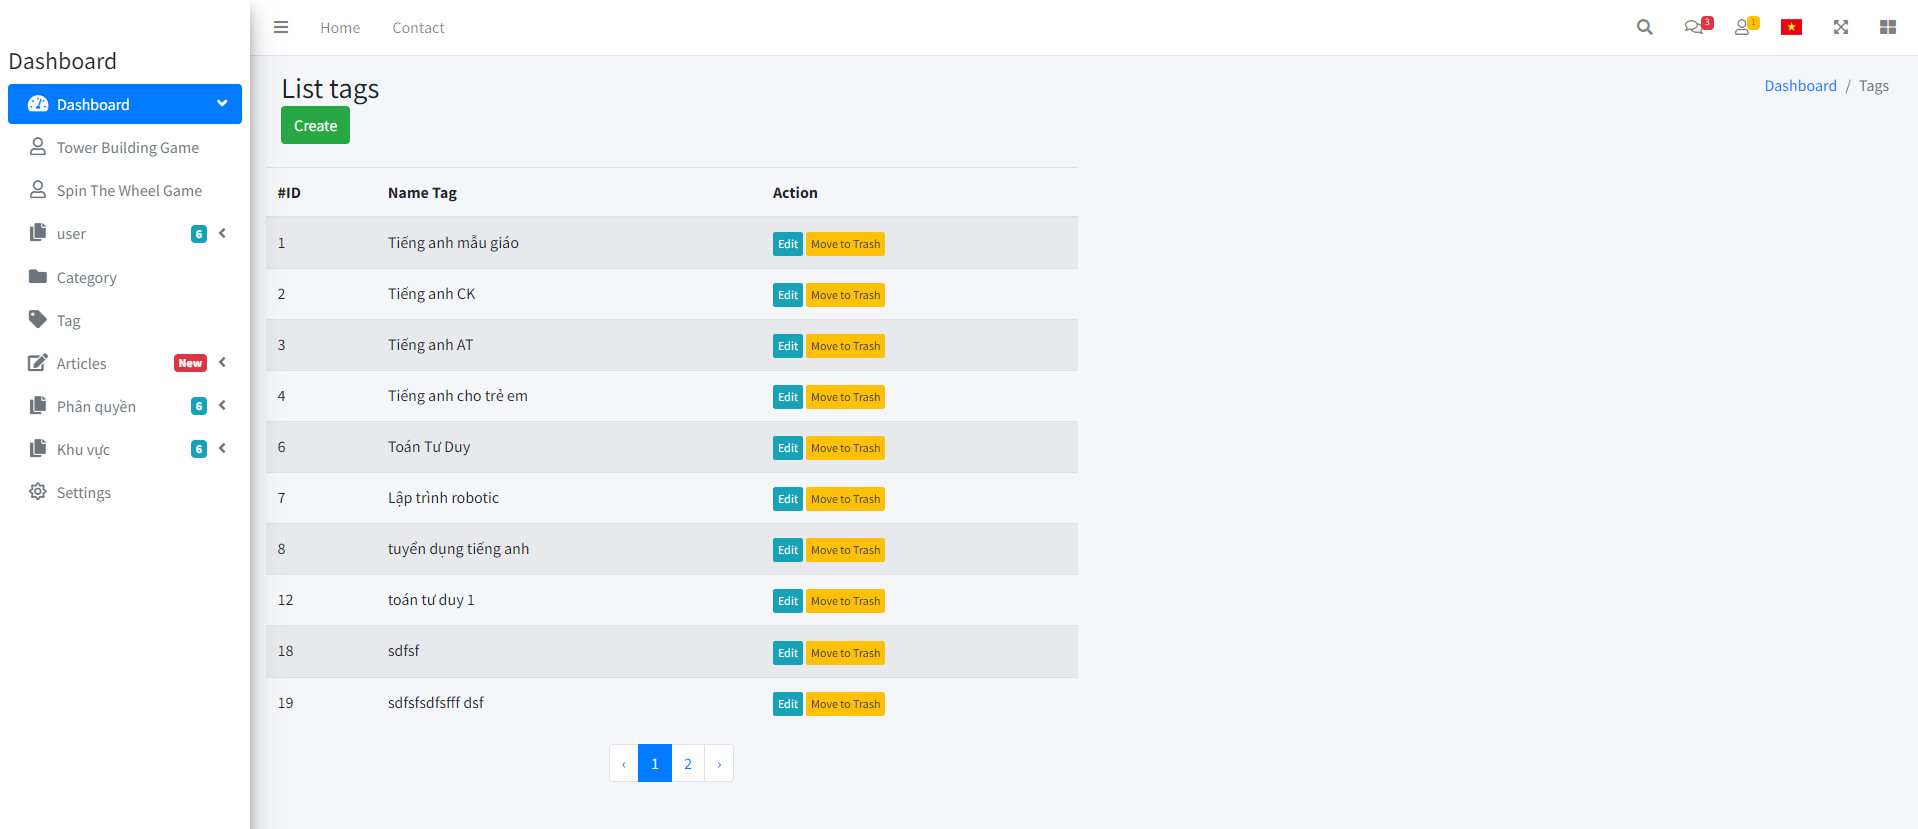 Home
Contact
3
1
Dashboard
Dashboard
Tower Building Game
Spin The Wheel Game
user 6
Category
Tag
Articles New
Phân quyền 6
Khu vực 6
Settings
List tags
Dashboard / Tags
Create
#ID Name Tag Action
1 Tiếng anh mẫu giáo Edit Move to Trash
2 Tiếng anh CK Edit Move to Trash
3 Tiếng anh AT Edit Move to Trash
4 Tiếng anh cho trẻ em Edit Move to Trash
6 Toán Tư Duy Edit Move to Trash
7 Lập trình robotic Edit Move to Trash
8 tuyển dụng tiếng anh Edit Move to Trash
12 toán tư duy 1 Edit Move to Trash
18 sdfsf Edit Move to Trash
19 sdfsfsdfsfff dsf Edit Move to Trash
‹ 1 2 ›